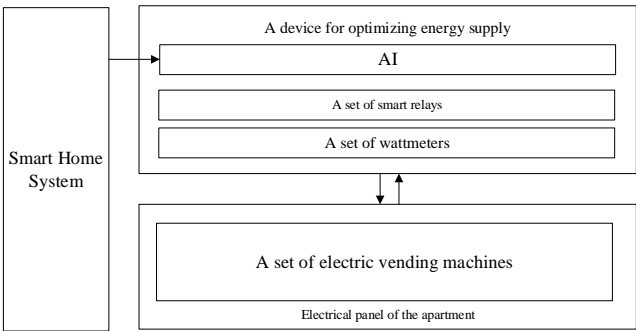 Smart Home
System
A device for optimizing energy supply
AI
A set of smart relays
A set of wattmeters
A set of electric vending machines
Electrical panel of the apartment